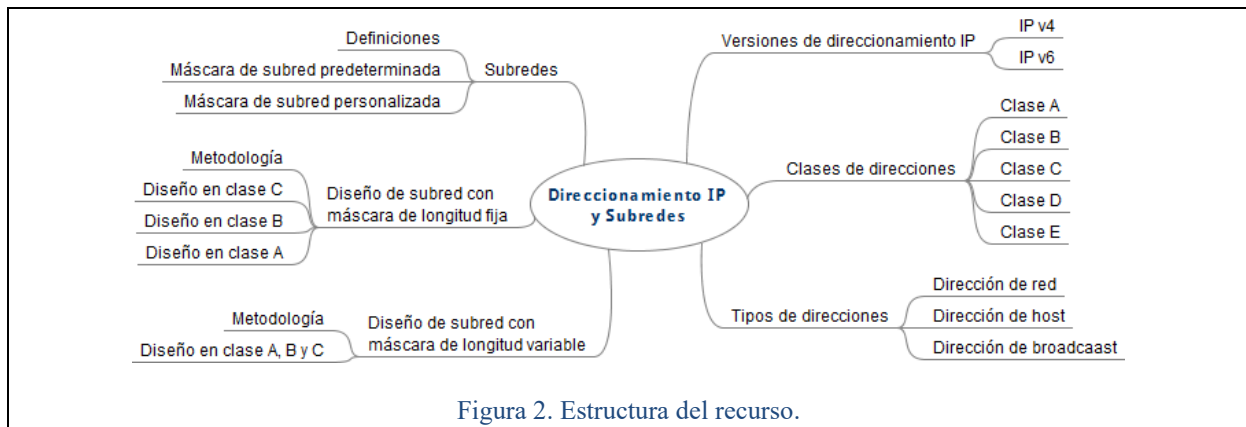 Direccionamiento IP
y Subredes
Versiones de direccionamiento IP
IP v4
IP v6
Clases de direcciones
Clase A
Clase B
Clase C
Clase D
Clase E
Tipos de direcciones
Dirección de red
Dirección de host
Dirección de broadcaast
Subredes
Definiciones
Máscara de subred predeterminada
Máscara de subred personalizada
Diseño de subred con
máscara de longitud fija
Metodología
Diseño en clase C
Diseño en clase B
Diseño en clase A
Diseño de subred con
máscara de longitud variable
Metodología
Diseño en clase A, B y C
Figura 2. Estructura del recurso.